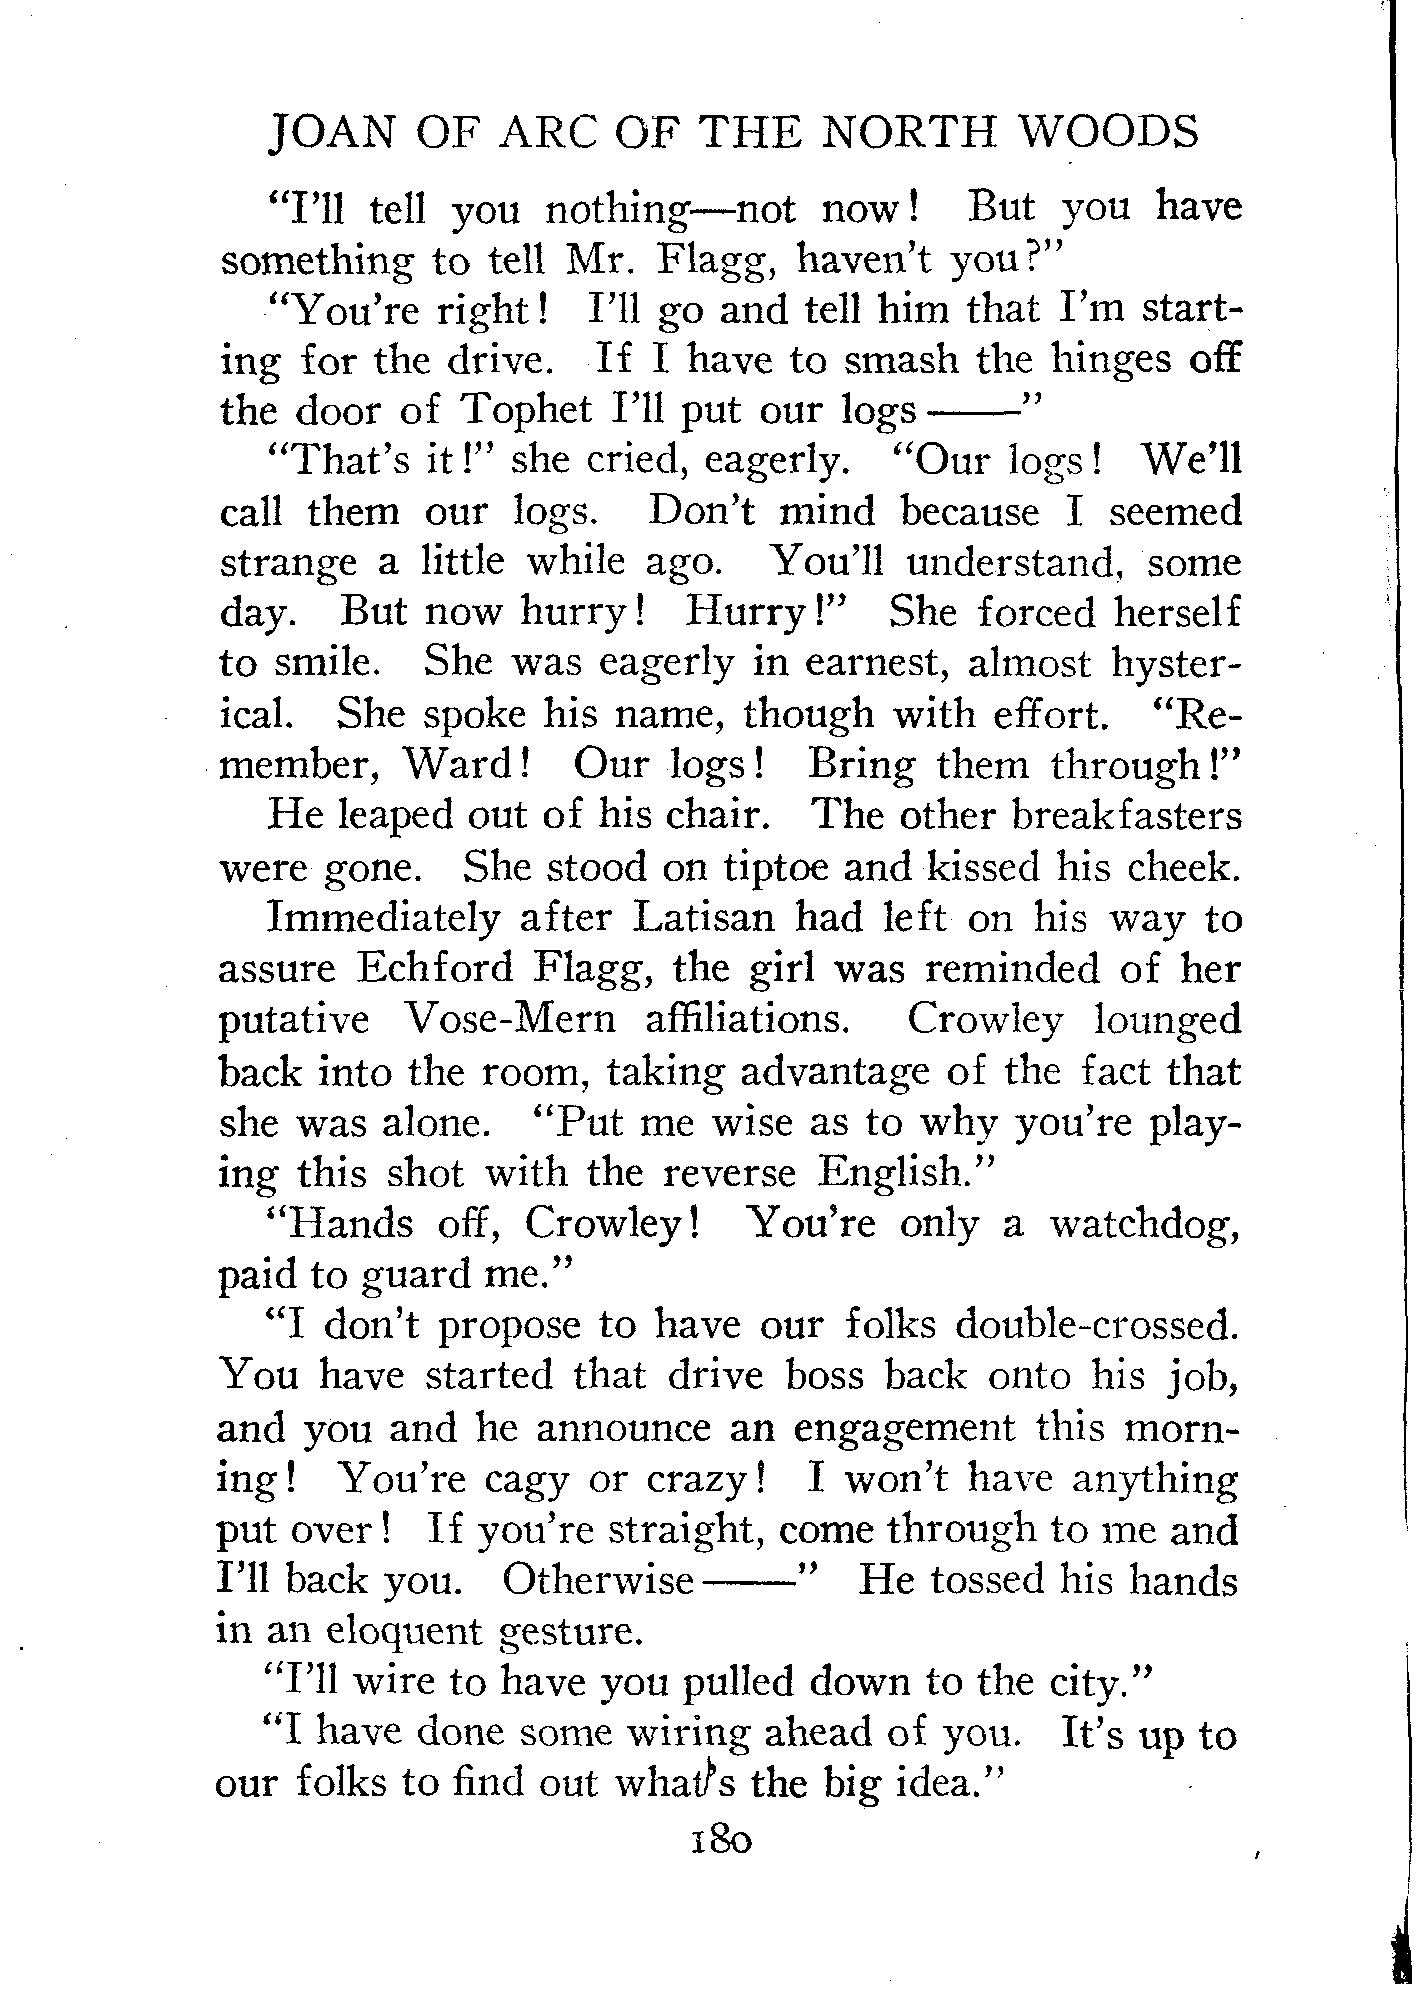 JOAN OF ARC OF THE NORTH WOODS
"I'll tell you nothing—not now! But you have
something to tell Mr. Flagg, haven't you?"
"You're right! I'll go and tell him that I'm start-
ing for the drive. If I have to smash the hinges off
the door of Tophet I'll put our logs——"
"That's it!" she cried, eagerly. "Our logs! We'll
call them our logs. Don't mind because I seemed
strange a little while ago. You'll understand, some
day. But now hurry! Hurry!" She forced herself
to smile. She was eagerly in earnest, almost hyster-
ical. She spoke his name, though with effort. "Re-
member, Ward! Our logs! Bring them through!"
He leaped out of his chair. The other breakfasters
were gone. She stood on tiptoe and kissed his cheek.
Immediately after Latisan had left on his way to
assure Echford Flagg, the girl was reminded of her
putative Vose-Mern affiliations. Crowley lounged
back into the room, taking advantage of the fact that
she was alone. "Put me wise as to why you're play-
ing this shot with the reverse English."
"Hands off, Crowley! You're only a watchdog,
paid to guard me."
"I don't propose to have our folks double-crossed.
You have started that drive boss back onto his job,
and you and he announce an engagement this morn-
ing! You're cagy or crazy! I won't have anything
put over! If you're straight, come through to me and
I'll back you. Otherwise——" He tossed his hands
in an eloquent gesture.
"I'll wire to have you pulled down to the city."
"I have done some wiring ahead of you. It's up to
our folks to find out what's the big idea."
180